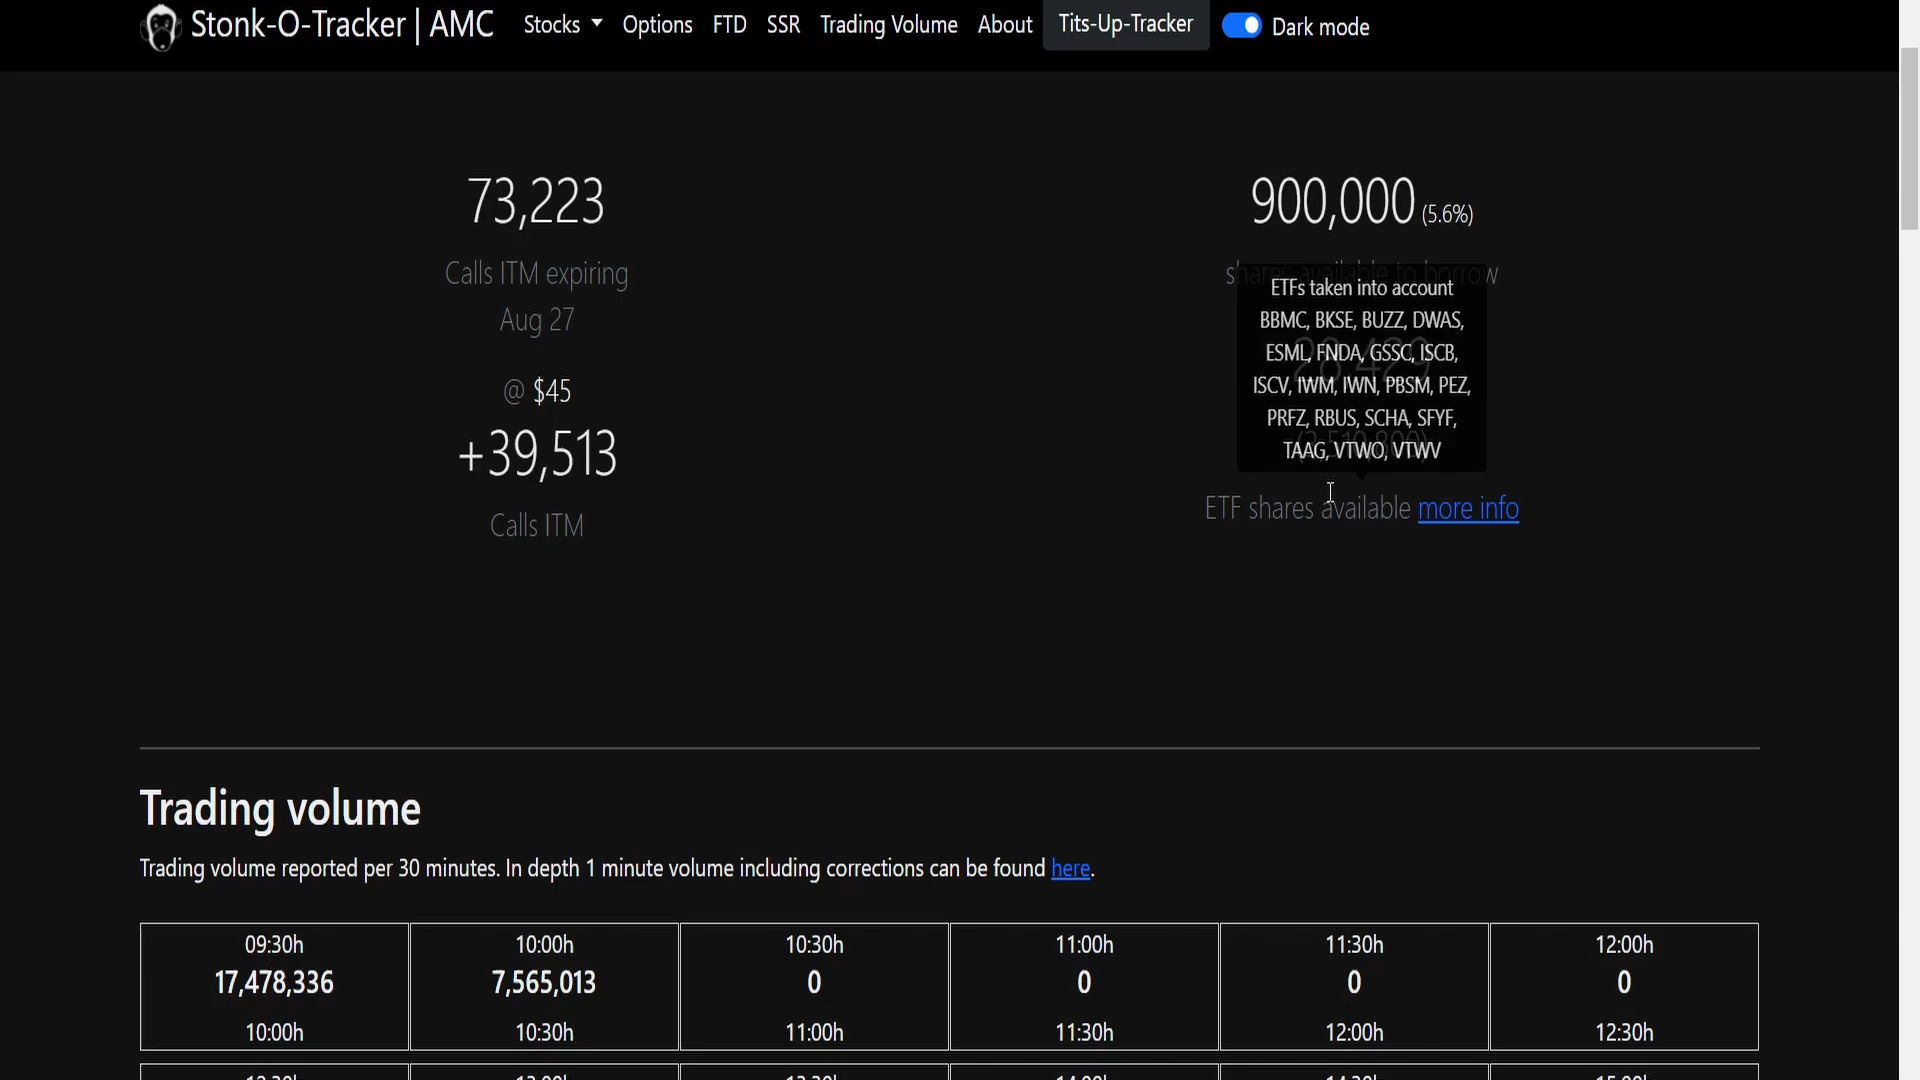 Stonk-O-Tracker | AMC Stocks Options FTD SSR Trading Volume About Tits-Up-Tracker Dark mode
73,223
Calls ITM expiring
Aug 27
@ $45
+39,513
Calls ITM
900,000 (5.6%)
shares available to borrow
ETFs taken into account
BBMC, BKSE, BUZZ, DWAS,
ESML, FNDA, GSSC, ISCB,
ISCV, IWM, IWN, PBSM, PEZ,
PRFZ, RBUS, SCHA, SFYF,
TAAG, VTWO, VTWV
ETF shares available more info
Trading volume
Trading volume reported per 30 minutes. In depth 1 minute volume including corrections can be found here.
09:30h 10:00h 10:30h 11:00h 11:30h 12:00h
17,478,336 7,565,013 0 0 0 0
10:00h 10:30h 11:00h 11:30h 12:00h 12:30h